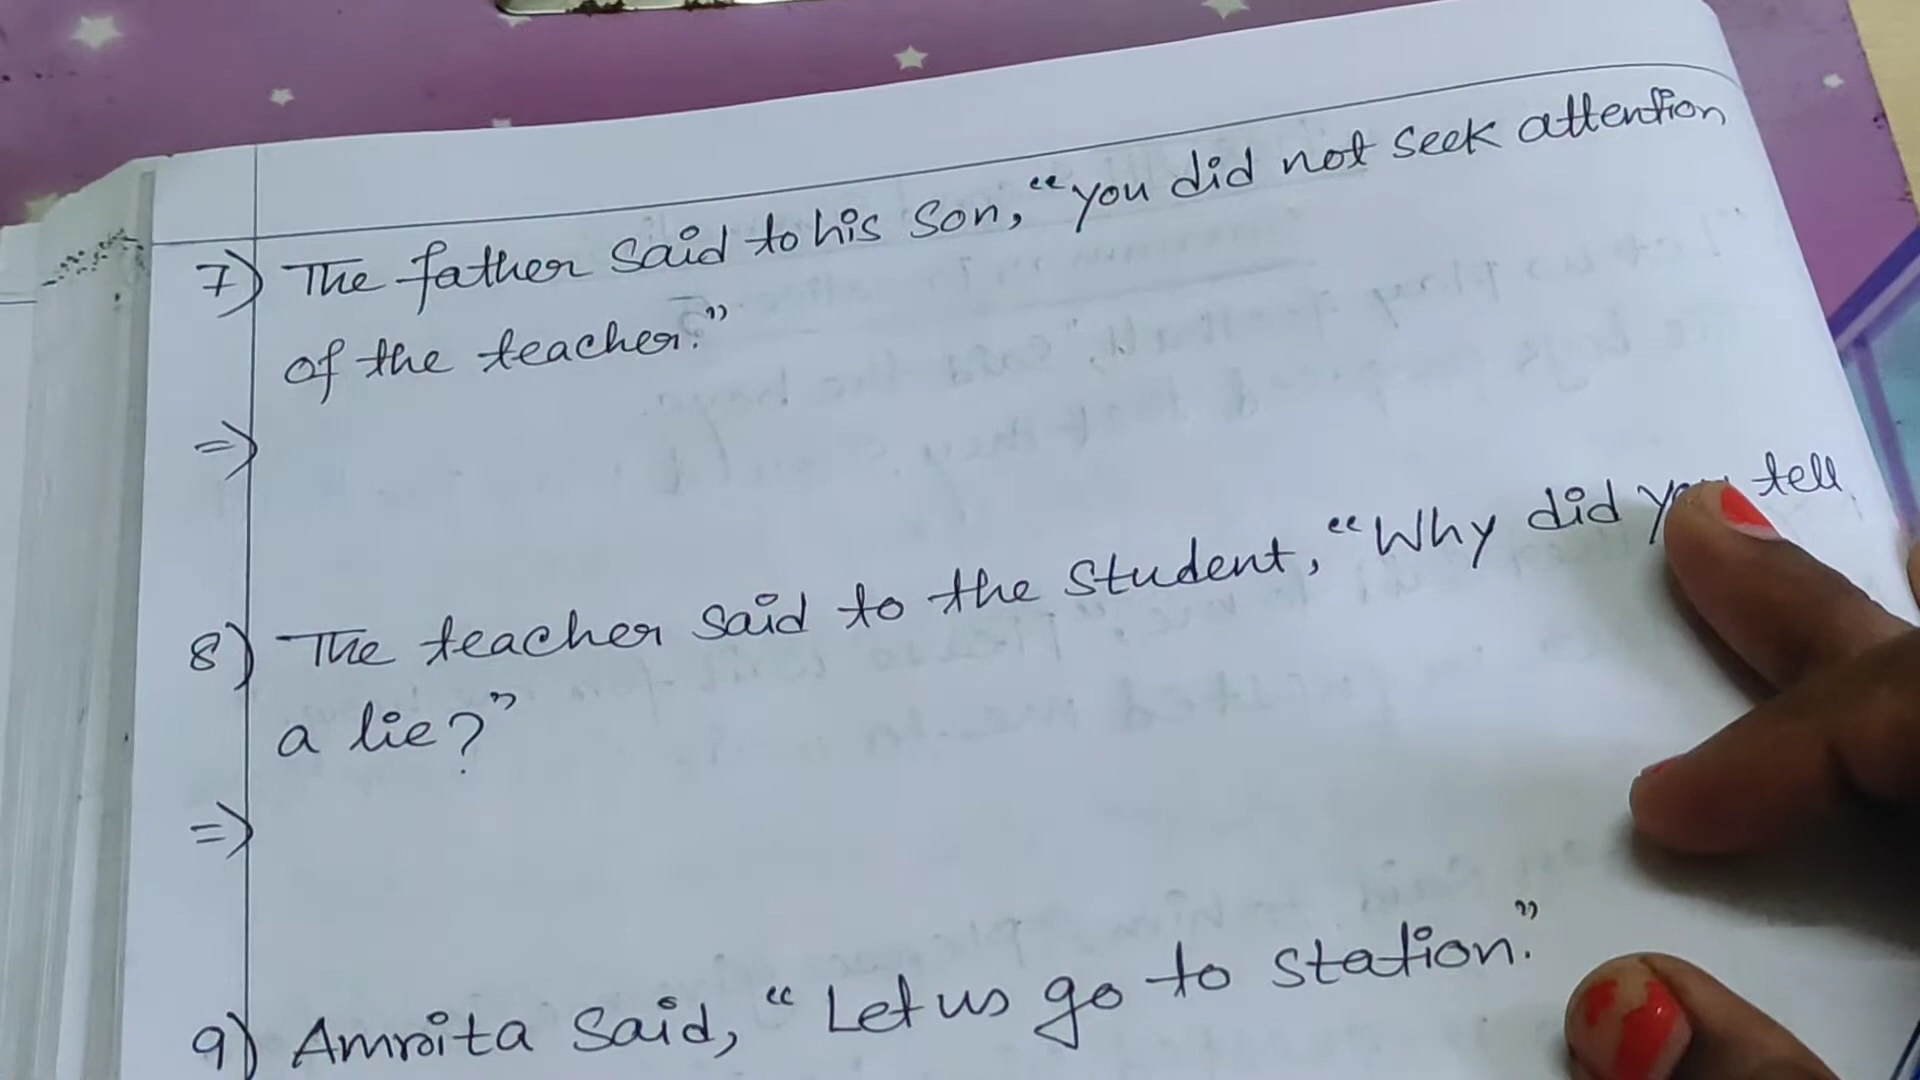 7) The father said to his son, “you did not seek attention
of the teacher.”
=>
8) The teacher said to the student, “Why did you tell
a lie?”
=>
9) Amrita said, “Let us go to station.”